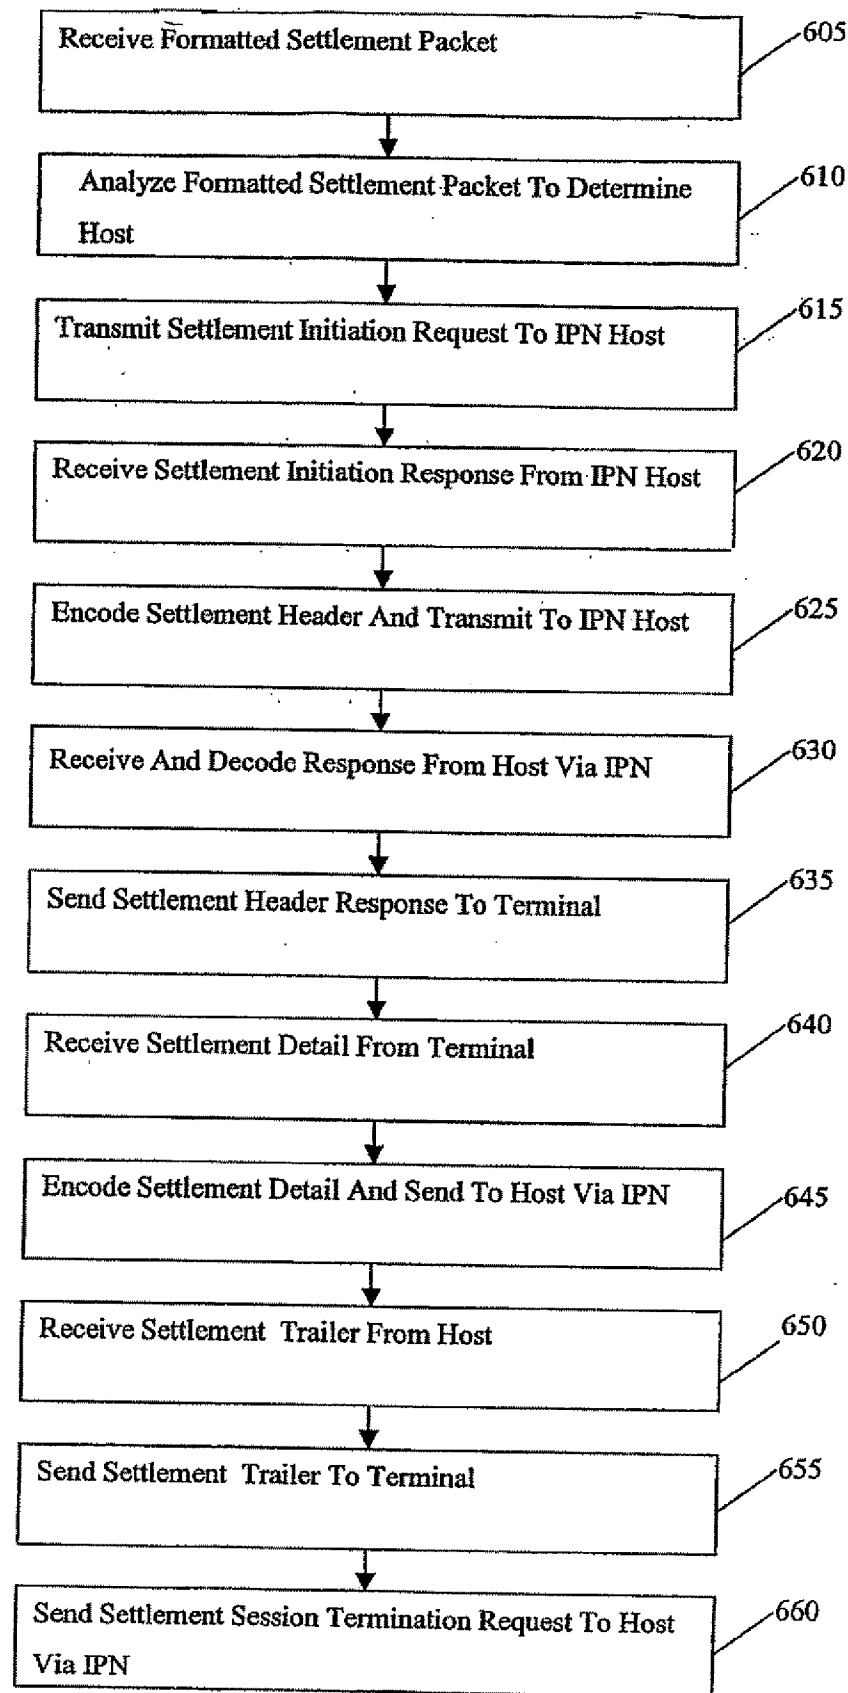 Receive Formatted Settlement Packet
605
Analyze Formatted Settlement Packet To Determine
Host
610
Transmit Settlement Initiation Request To IPN Host
615
Receive Settlement Initiation Response From IPN Host
620
Encode Settlement Header And Transmit To IPN Host
625
Receive And Decode Response From Host Via IPN
630
Send Settlement Header Response To Terminal
635
Receive Settlement Detail From Terminal
640
Encode Settlement Detail And Send To Host Via IPN
645
Receive Settlement Trailer From Host
650
Send Settlement Trailer To Terminal
655
Send Settlement Session Termination Request To Host
Via IPN
660